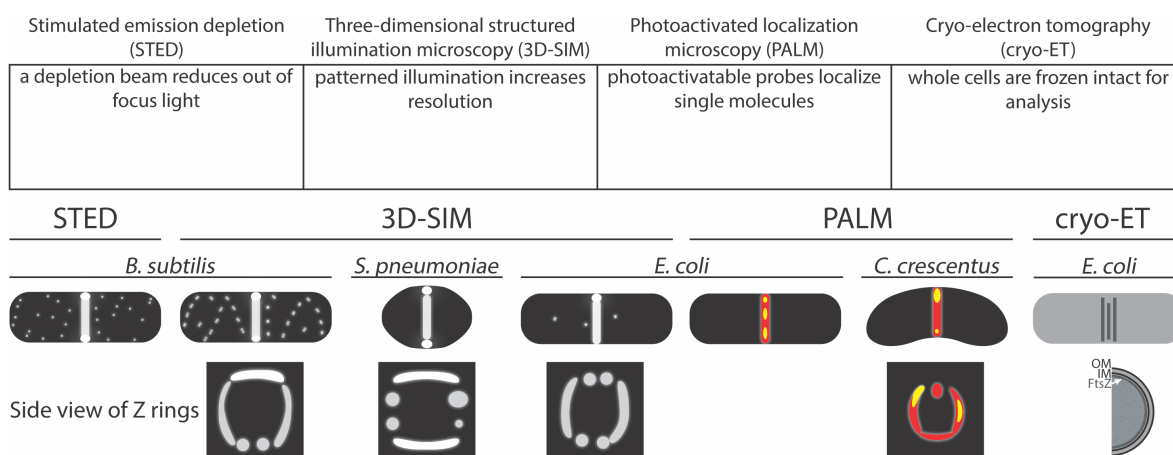 Stimulated emission depletion
(STED)
Three-dimensional structured
illumination microscopy (3D-SIM)
Photoactivated localization
microscopy (PALM)
Cryo-electron tomography
(cryo-ET)
a depletion beam reduces out of
focus light
patterned illumination increases
resolution
photoactivatable probes localize
single molecules
whole cells are frozen intact for
analysis
STED
3D-SIM
PALM
cryo-ET
B. subtilis
S. pneumoniae
E. coli
C. crescentus
E. coli
Side view of Z rings
OM
IM
FtsZ